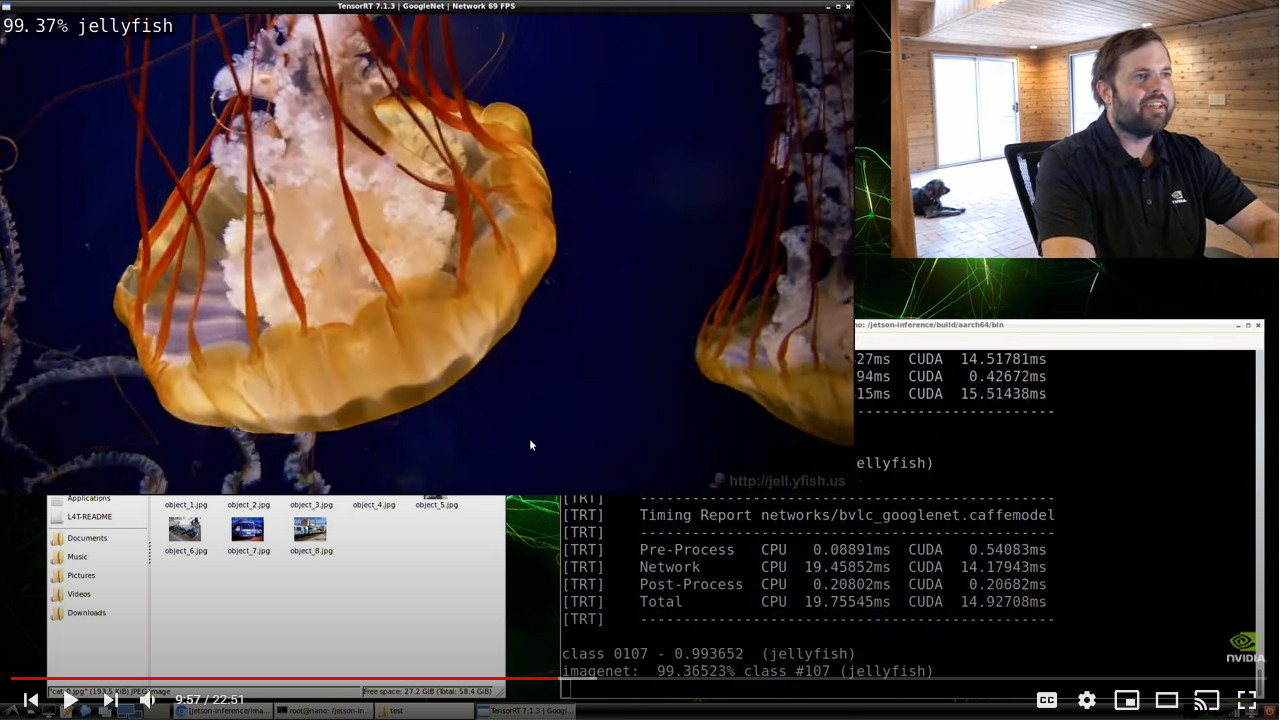 TensorRT 7.1.3 | GoogleNet | Network 69 FPS
99.37% jellyfish
http://jell.yfish.us
NVIDIA.
no: /jetson-inference/build/aarch64/bin
27ms CUDA 14.51781ms
94ms CUDA 0.42672ms
15ms CUDA 15.51438ms
------------------
ellyfish)
[TRT] ------------------------------------------------
[TRT] Timing Report networks/bvlc_googlenet.caffemodel
[TRT] ------------------------------------------------
[TRT] Pre-Process CPU 0.08891ms CUDA 0.54083ms
[TRT] Network CPU 19.45852ms CUDA 14.17943ms
[TRT] Post-Process CPU 0.20802ms CUDA 0.20682ms
[TRT] Total CPU 19.75545ms CUDA 14.92708ms
[TRT] ------------------------------------------------
class 0107 - 0.993652 (jellyfish)
imagenet: 99.36523% class #107 (jellyfish)
NVIDIA.
Applications
L4T-README
Documents
Music
Pictures
Videos
Downloads
object_1.jpg object_2.jpg object_3.jpg object_4.jpg object_5.jpg
object_6.jpg object_7.jpg object_8.jpg
(193.5 KiB) JPEG image
Free space: 27.2 GiB (Total: 58.4 GiB)
9:57 / 22:51
CC
[jetson-inference/ima...
root@nano: /jetson-in...
test
TensorRT 7.1.3 | Googl...